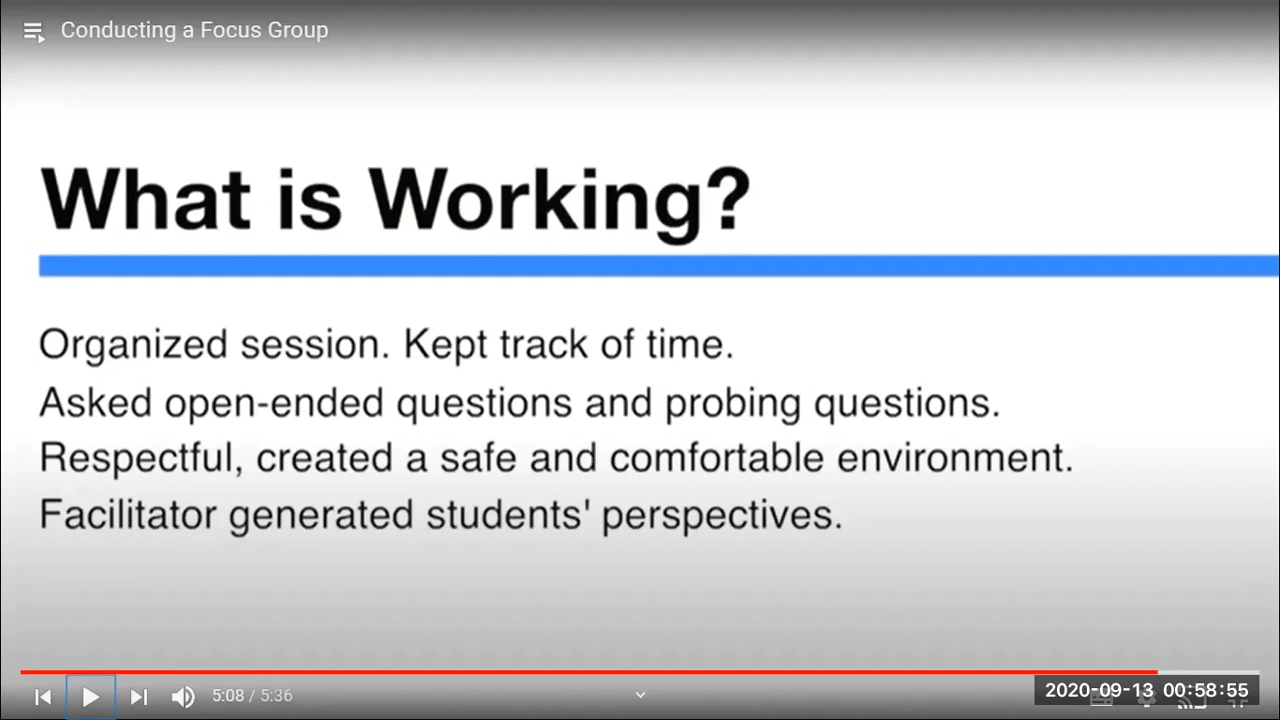 Conducting a Focus Group
What is Working?
Organized session. Kept track of time.
Asked open-ended questions and probing questions.
Respectful, created a safe and comfortable environment.
Facilitator generated students' perspectives.
5:08 / 5:36
2020-09-13 00:58:55